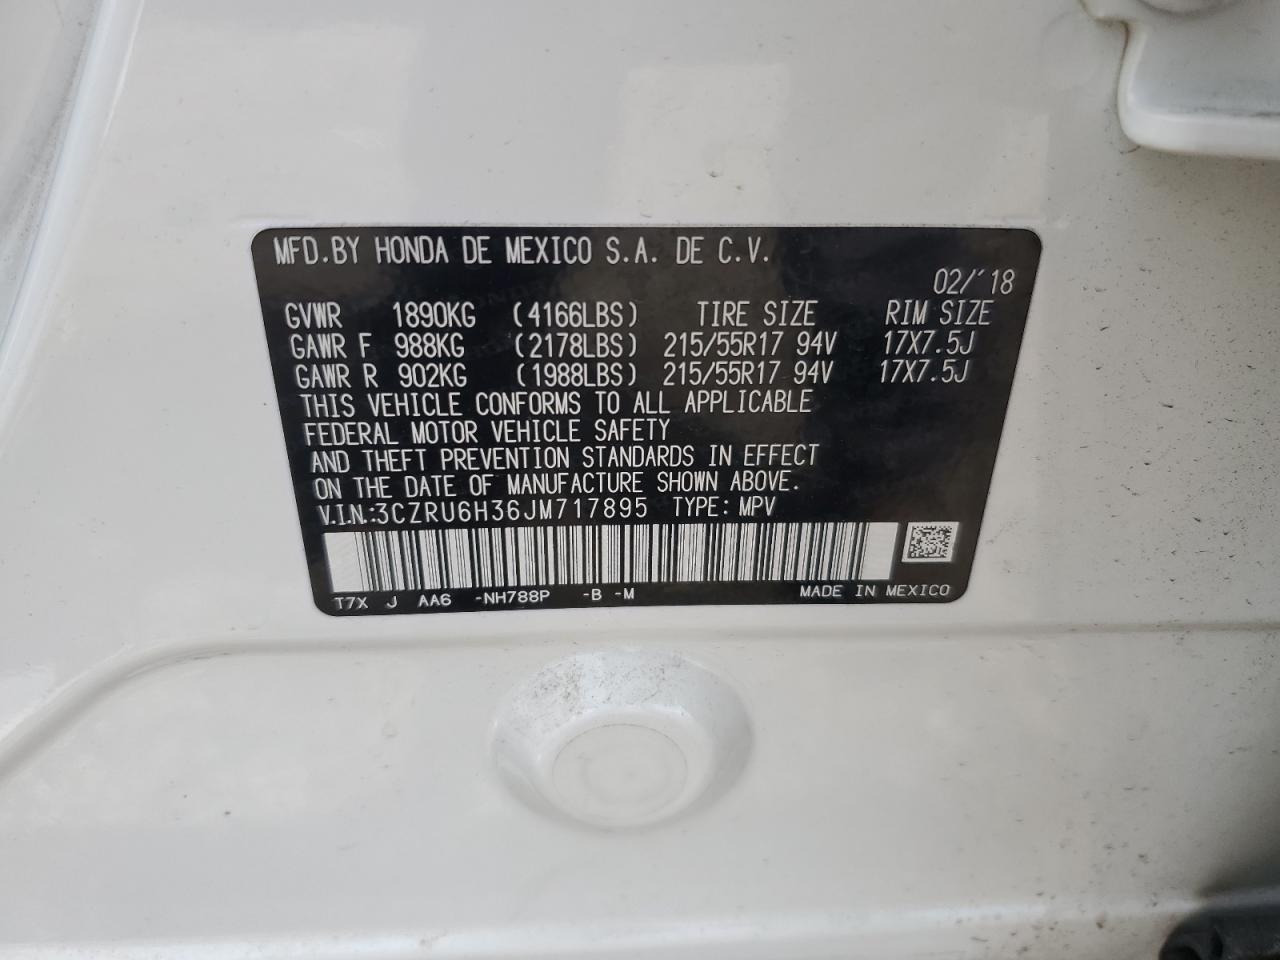 MFD.BY HONDA DE MEXICO S.A. DE C.V.
02/'18
GVWR 1890KG (4166LBS) TIRE SIZE RIM SIZE
GAWR F 988KG (2178LBS) 215/55R17 94V 17X7.5J
GAWR R 902KG (1988LBS) 215/55R17 94V 17X7.5J
THIS VEHICLE CONFORMS TO ALL APPLICABLE
FEDERAL MOTOR VEHICLE SAFETY
AND THEFT PREVENTION STANDARDS IN EFFECT
ON THE DATE OF MANUFACTURE SHOWN ABOVE.
V.I.N.:3CZRU6H36JM717895 TYPE: MPV
T7X J AA6 -NH788P -B -M MADE IN MEXICO